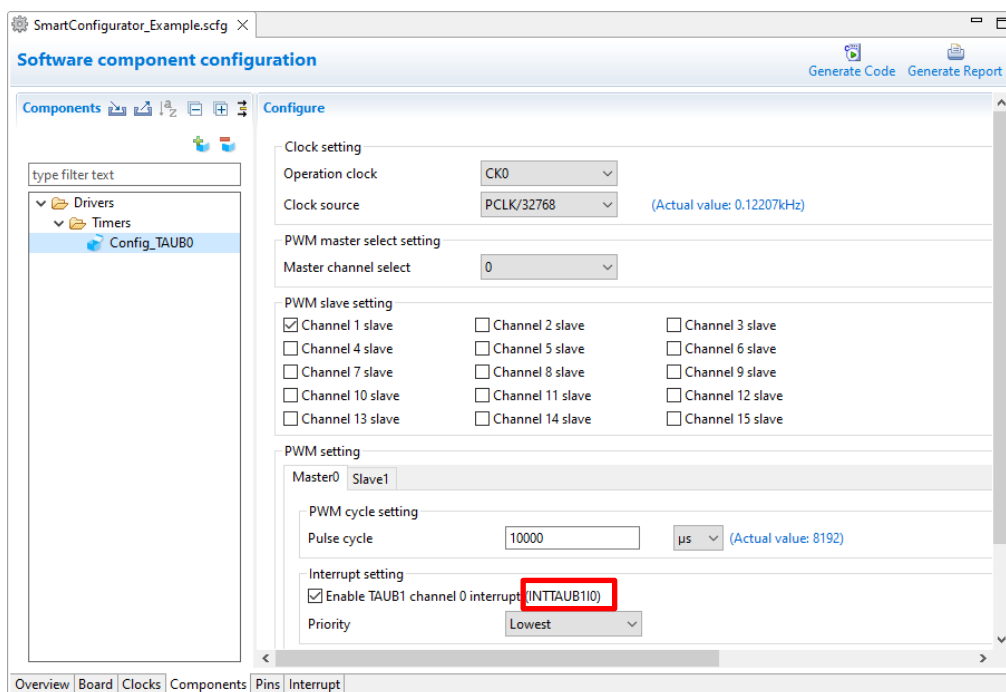 SmartConfigurator_Example.scfg
Software component configuration
Generate Code Generate Report
Components
Configure
type filter text
Drivers
Timers
Config_TAUB0
Clock setting
Operation clock CK0
Clock source PCLK/32768 (Actual value: 0.12207kHz)
PWM master select setting
Master channel select 0
PWM slave setting
Channel 1 slave Channel 2 slave Channel 3 slave
Channel 4 slave Channel 5 slave Channel 6 slave
Channel 7 slave Channel 8 slave Channel 9 slave
Channel 10 slave Channel 11 slave Channel 12 slave
Channel 13 slave Channel 14 slave Channel 15 slave
PWM setting
Master0 Slave1
PWM cycle setting
Pulse cycle 10000 µs (Actual value: 8192)
Interrupt setting
Enable TAUB1 channel 0 interrupt (INTTAUB1I0)
Priority Lowest
Overview Board Clocks Components Pins Interrupt